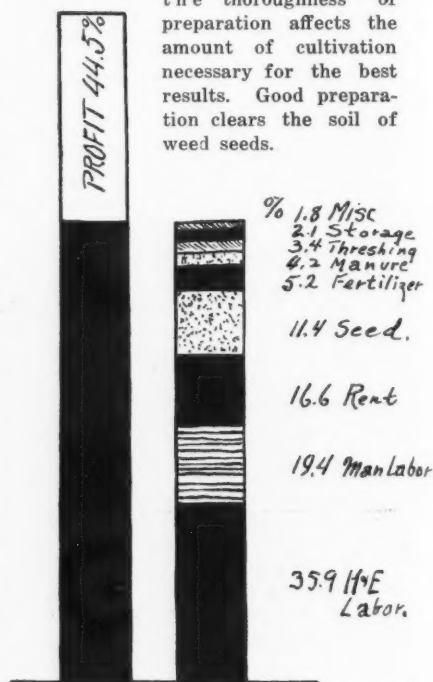 the thoroughness of
preparation affects the
amount of cultivation
necessary for the best
results. Good prepara-
tion clears the soil of
weed seeds.
PROFIT 44.5%
% 1.8 Misc
2.1 Storage
3.4 Threshing
4.2 Manure
5.2 Fertilizer
11.4 Seed.
16.6 Rent
19.4 Man Labor
35.9 H&E
Labor.